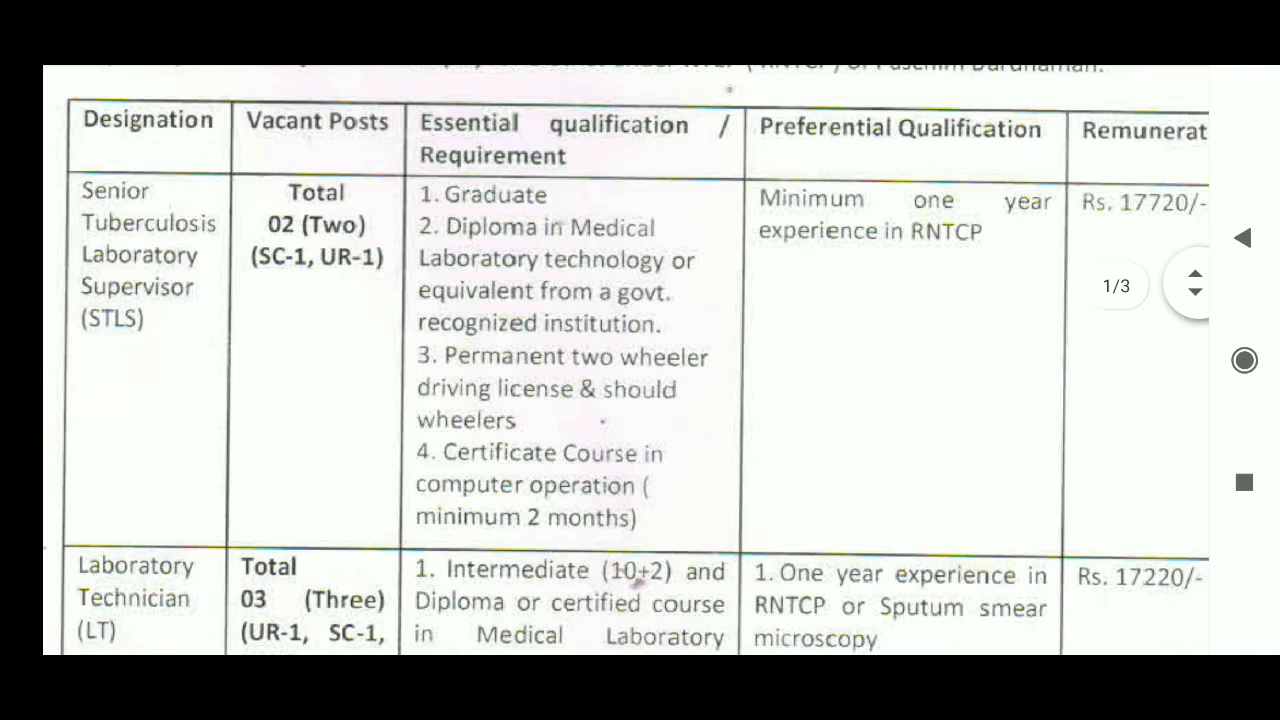 Designation
Vacant Posts
Essential qualification /
Requirement
Preferential Qualification
Remunerat
Senior
Tuberculosis
Laboratory
Supervisor
(STLS)
Total
02 (Two)
(SC-1, UR-1)
1. Graduate
2. Diploma in Medical
Laboratory technology or
equivalent from a govt.
recognized institution.
3. Permanent two wheeler
driving license & should
wheelers
4. Certificate Course in
computer operation (
minimum 2 months)
Minimum one year
experience in RNTCP
Rs. 17720/-
1/3
Laboratory
Technician
(LT)
Total
03 (Three)
(UR-1, SC-1,
1. Intermediate (10+2) and
Diploma or certified course
in Medical Laboratory
1. One year experience in
RNTCP or Sputum smear
microscopy
Rs. 17220/-